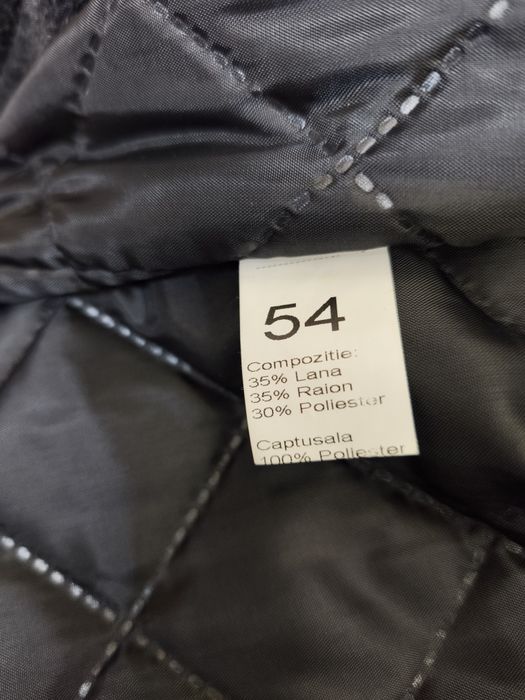 54
Compozitie:
35% Lana
35% Raion
30% Poliester
Captusala
100% Poliester